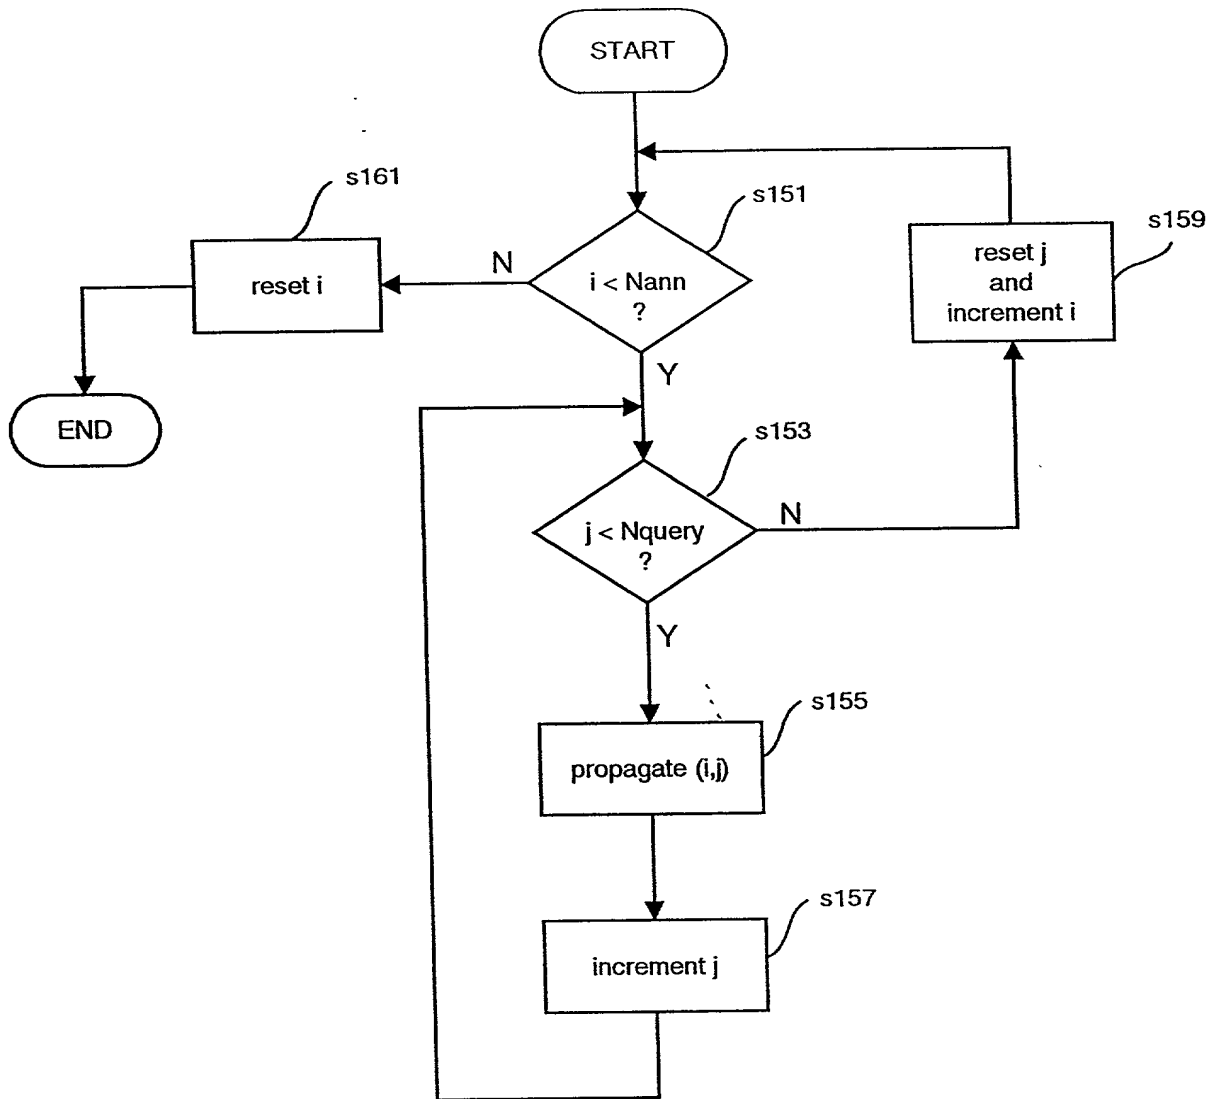 START
s161
s151
s159
N
reset i
i < Nann
?
reset j
and
increment i
Y
END
s153
j < Nquery
?
N
Y
s155
propagate (i,j)
s157
increment j